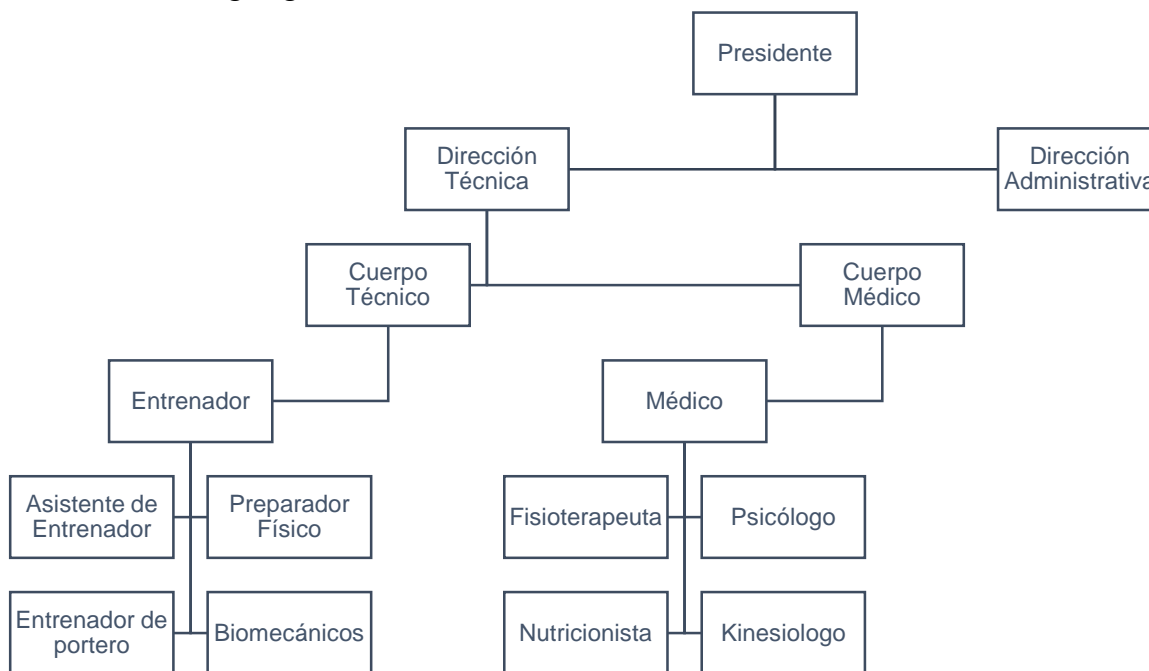 Presidente
Dirección
Técnica
Dirección
Administrativa
Cuerpo
Técnico
Cuerpo
Médico
Entrenador
Médico
Asistente de
Entrenador
Preparador
Físico
Fisioterapeuta
Psicólogo
Entrenador de
portero
Biomecánicos
Nutricionista
Kinesiologo